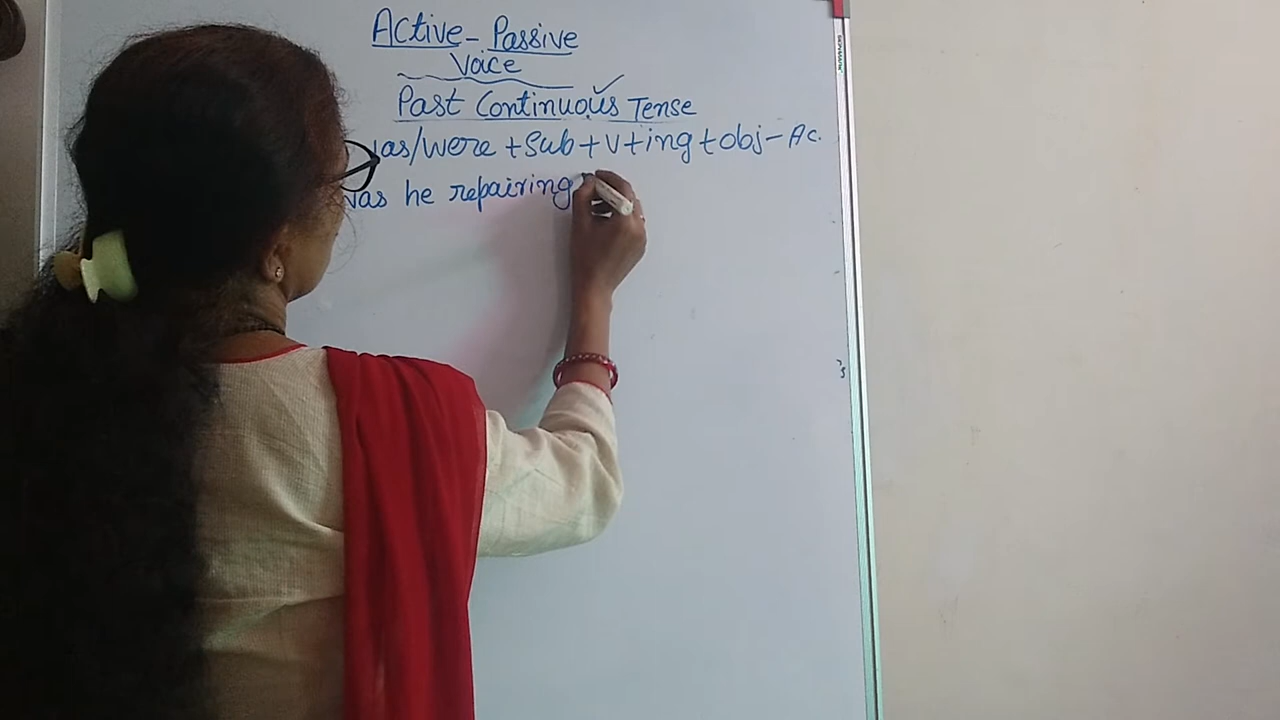 Active - Passive
Voice
Past Continuous Tense
as/were + Sub + V + ing + obj - Ac.
as he repairing